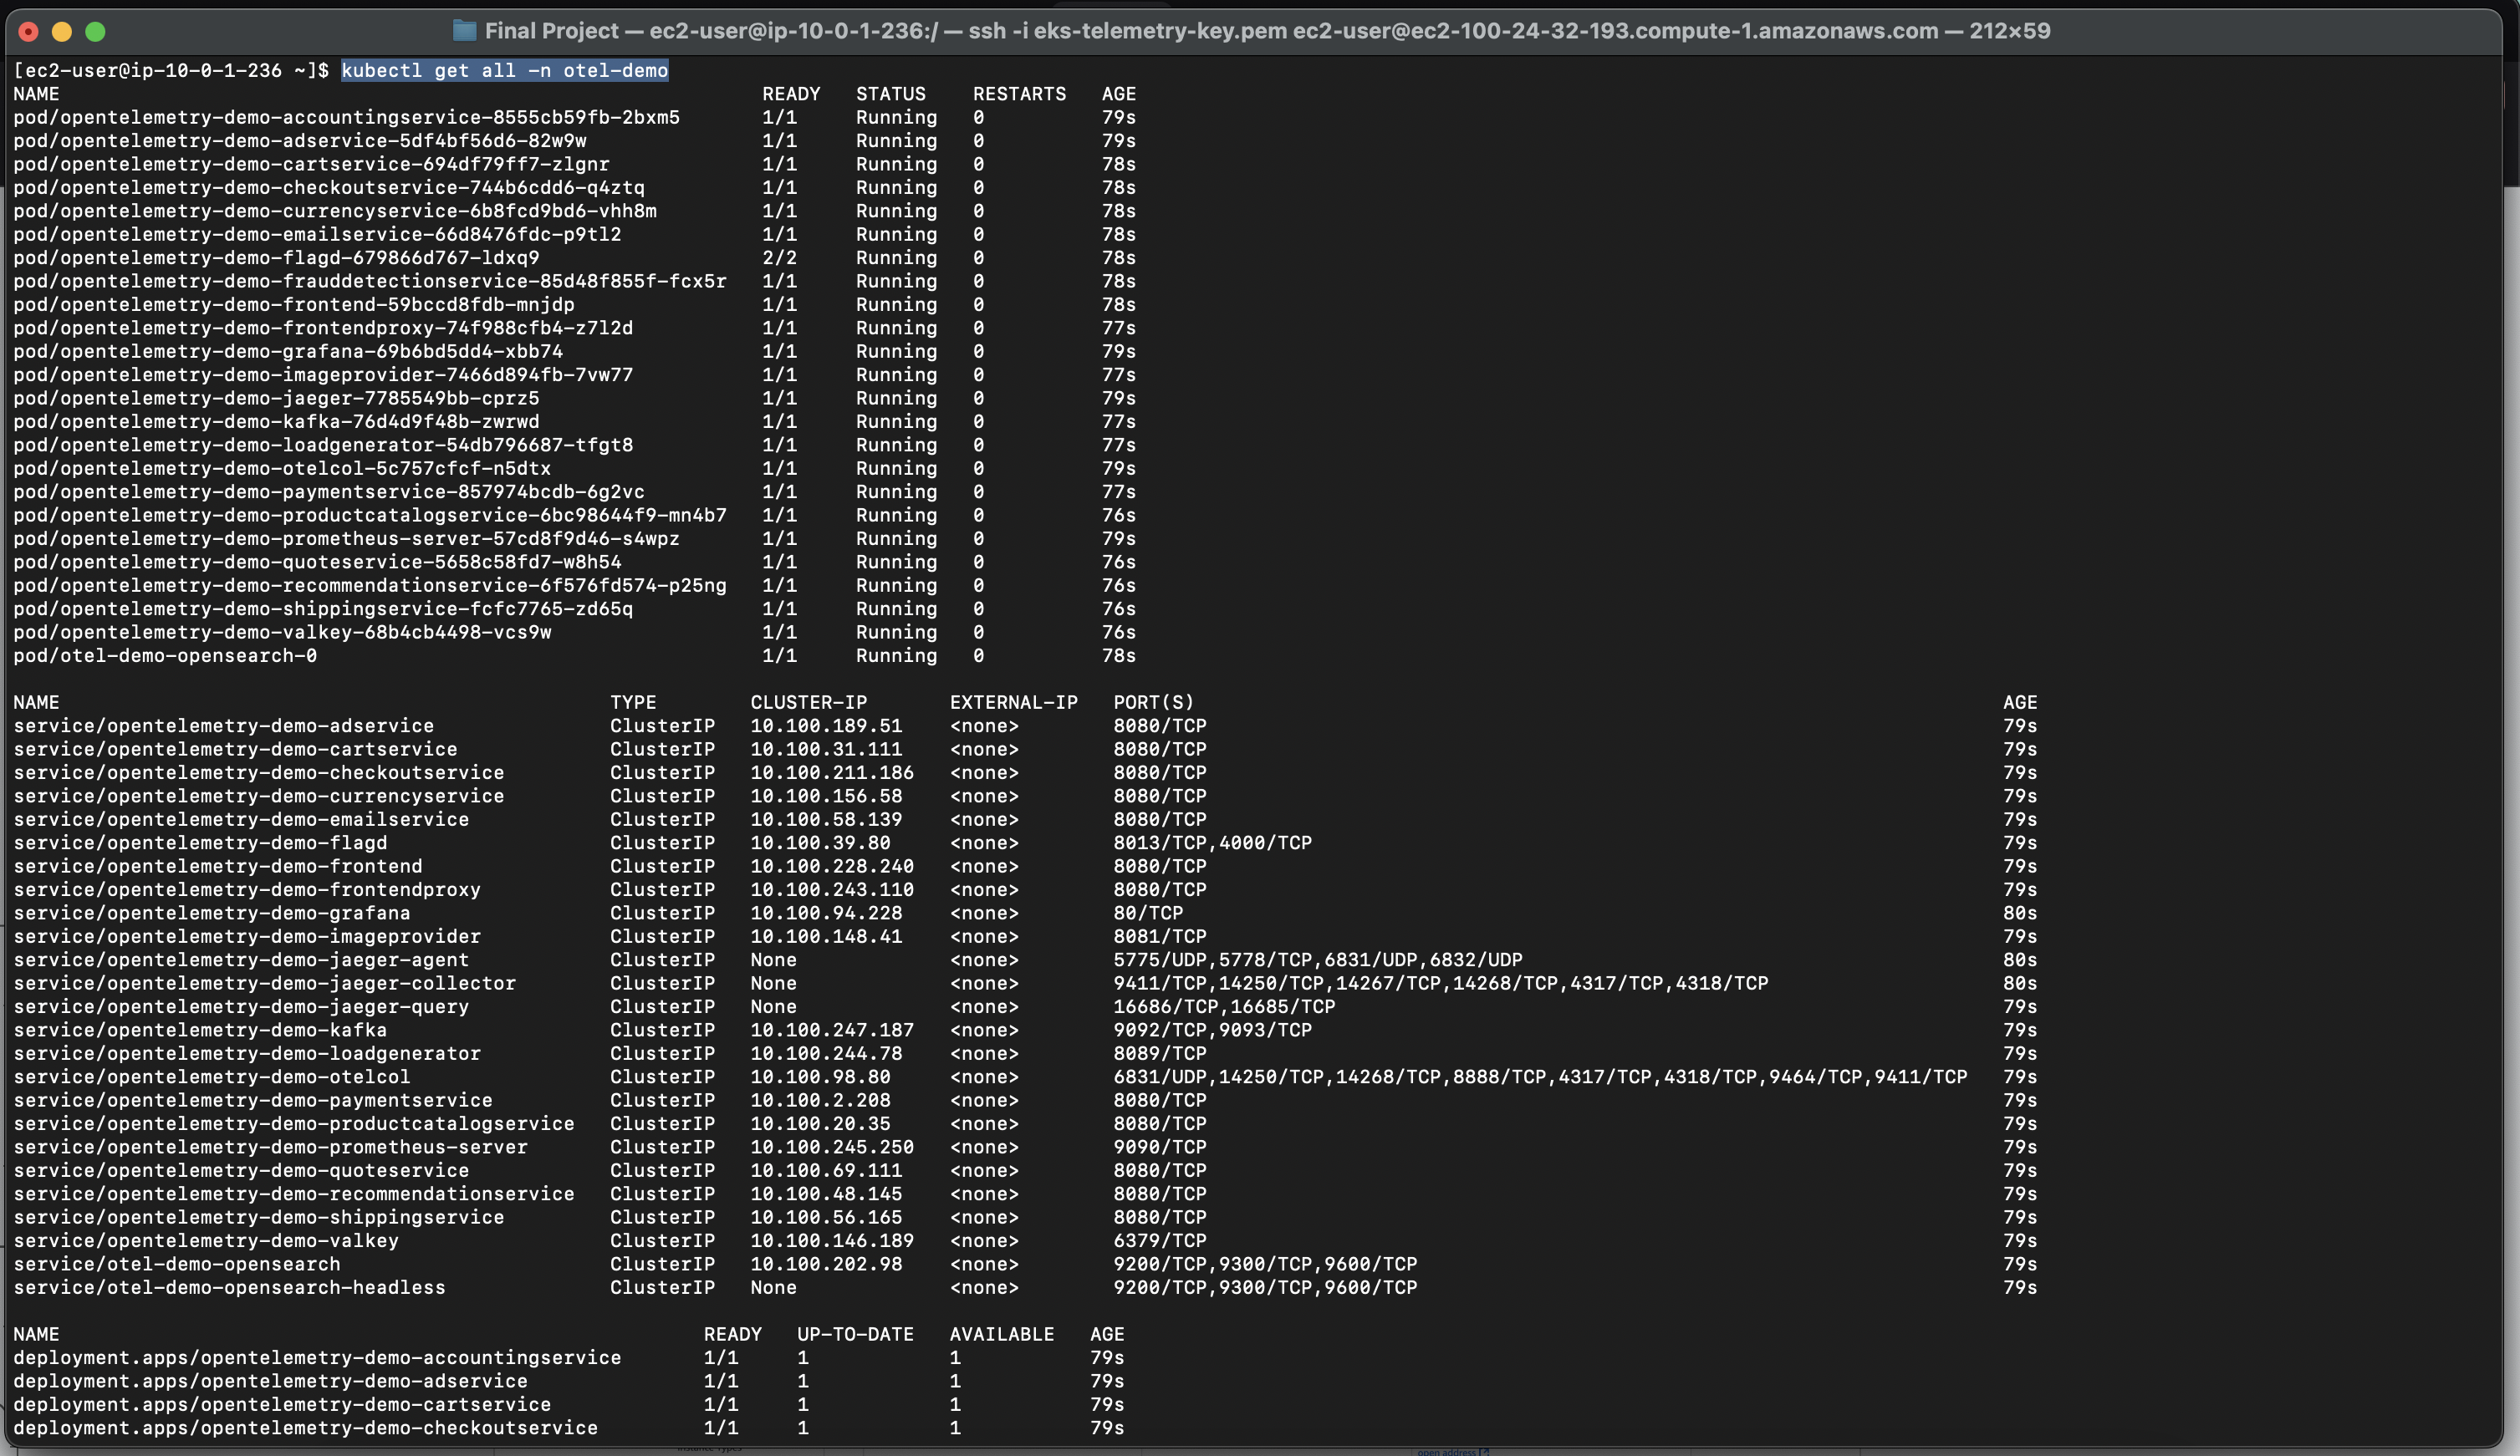 Final Project — ec2-user@ip-10-0-1-236:/ — ssh -i eks-telemetry-key.pem ec2-user@ec2-100-24-32-193.compute-1.amazonaws.com — 212×59
[ec2-user@ip-10-0-1-236 ~]$ kubectl get all -n otel-demo
NAME READY STATUS RESTARTS AGE
pod/opentelemetry-demo-accountingservice-8555cb59fb-2bxm5 1/1 Running 0 79s
pod/opentelemetry-demo-adservice-5df4bf56d6-82w9w 1/1 Running 0 79s
pod/opentelemetry-demo-cartservice-694df79ff7-zlgnr 1/1 Running 0 78s
pod/opentelemetry-demo-checkoutservice-744b6cdd6-q4ztq 1/1 Running 0 78s
pod/opentelemetry-demo-currencyservice-6b8fcd9bd6-vhh8m 1/1 Running 0 78s
pod/opentelemetry-demo-emailservice-66d8476fdc-p9tl2 1/1 Running 0 78s
pod/opentelemetry-demo-flagd-679866d767-ldxq9 2/2 Running 0 78s
pod/opentelemetry-demo-frauddetectionservice-85d48f855f-fcx5r 1/1 Running 0 78s
pod/opentelemetry-demo-frontend-59bccd8fdb-mnjdp 1/1 Running 0 78s
pod/opentelemetry-demo-frontendproxy-74f988cfb4-z7l2d 1/1 Running 0 77s
pod/opentelemetry-demo-grafana-69b6bd5dd4-xbb74 1/1 Running 0 79s
pod/opentelemetry-demo-imageprovider-7466d894fb-7vw77 1/1 Running 0 77s
pod/opentelemetry-demo-jaeger-7785549bb-cprz5 1/1 Running 0 79s
pod/opentelemetry-demo-kafka-76d4d9f48b-zwrwd 1/1 Running 0 77s
pod/opentelemetry-demo-loadgenerator-54db796687-tfgt8 1/1 Running 0 77s
pod/opentelemetry-demo-otelcol-5c757cfcf-n5dtx 1/1 Running 0 79s
pod/opentelemetry-demo-paymentservice-857974bcdb-6g2vc 1/1 Running 0 77s
pod/opentelemetry-demo-productcatalogservice-6bc98644f9-mn4b7 1/1 Running 0 76s
pod/opentelemetry-demo-prometheus-server-57cd8f9d46-s4wpz 1/1 Running 0 79s
pod/opentelemetry-demo-quoteservice-5658c58fd7-w8h54 1/1 Running 0 76s
pod/opentelemetry-demo-recommendationservice-6f576fd574-p25ng 1/1 Running 0 76s
pod/opentelemetry-demo-shippingservice-fcfc7765-zd65q 1/1 Running 0 76s
pod/opentelemetry-demo-valkey-68b4cb4498-vcs9w 1/1 Running 0 76s
pod/otel-demo-opensearch-0 1/1 Running 0 78s
NAME TYPE CLUSTER-IP EXTERNAL-IP PORT(S) AGE
service/opentelemetry-demo-adservice ClusterIP 10.100.189.51 <none> 8080/TCP 79s
service/opentelemetry-demo-cartservice ClusterIP 10.100.31.111 <none> 8080/TCP 79s
service/opentelemetry-demo-checkoutservice ClusterIP 10.100.211.186 <none> 8080/TCP 79s
service/opentelemetry-demo-currencyservice ClusterIP 10.100.156.58 <none> 8080/TCP 79s
service/opentelemetry-demo-emailservice ClusterIP 10.100.58.139 <none> 8080/TCP 79s
service/opentelemetry-demo-flagd ClusterIP 10.100.39.80 <none> 8013/TCP,4000/TCP 79s
service/opentelemetry-demo-frontend ClusterIP 10.100.228.240 <none> 8080/TCP 79s
service/opentelemetry-demo-frontendproxy ClusterIP 10.100.243.110 <none> 8080/TCP 79s
service/opentelemetry-demo-grafana ClusterIP 10.100.94.228 <none> 80/TCP 80s
service/opentelemetry-demo-imageprovider ClusterIP 10.100.148.41 <none> 8081/TCP 79s
service/opentelemetry-demo-jaeger-agent ClusterIP None <none> 5775/UDP,5778/TCP,6831/UDP,6832/UDP 80s
service/opentelemetry-demo-jaeger-collector ClusterIP None <none> 9411/TCP,14250/TCP,14267/TCP,14268/TCP,4317/TCP,4318/TCP 80s
service/opentelemetry-demo-jaeger-query ClusterIP None <none> 16686/TCP,16685/TCP 79s
service/opentelemetry-demo-kafka ClusterIP 10.100.247.187 <none> 9092/TCP,9093/TCP 79s
service/opentelemetry-demo-loadgenerator ClusterIP 10.100.244.78 <none> 8089/TCP 79s
service/opentelemetry-demo-otelcol ClusterIP 10.100.98.80 <none> 6831/UDP,14250/TCP,14268/TCP,8888/TCP,4317/TCP,4318/TCP,9464/TCP,9411/TCP 79s
service/opentelemetry-demo-paymentservice ClusterIP 10.100.2.208 <none> 8080/TCP 79s
service/opentelemetry-demo-productcatalogservice ClusterIP 10.100.20.35 <none> 8080/TCP 79s
service/opentelemetry-demo-prometheus-server ClusterIP 10.100.245.250 <none> 9090/TCP 79s
service/opentelemetry-demo-quoteservice ClusterIP 10.100.69.111 <none> 8080/TCP 79s
service/opentelemetry-demo-recommendationservice ClusterIP 10.100.48.145 <none> 8080/TCP 79s
service/opentelemetry-demo-shippingservice ClusterIP 10.100.56.165 <none> 8080/TCP 79s
service/opentelemetry-demo-valkey ClusterIP 10.100.146.189 <none> 6379/TCP 79s
service/otel-demo-opensearch ClusterIP 10.100.202.98 <none> 9200/TCP,9300/TCP,9600/TCP 79s
service/otel-demo-opensearch-headless ClusterIP None <none> 9200/TCP,9300/TCP,9600/TCP 79s
NAME READY UP-TO-DATE AVAILABLE AGE
deployment.apps/opentelemetry-demo-accountingservice 1/1 1 1 79s
deployment.apps/opentelemetry-demo-adservice 1/1 1 1 79s
deployment.apps/opentelemetry-demo-cartservice 1/1 1 1 79s
deployment.apps/opentelemetry-demo-checkoutservice 1/1 1 1 79s